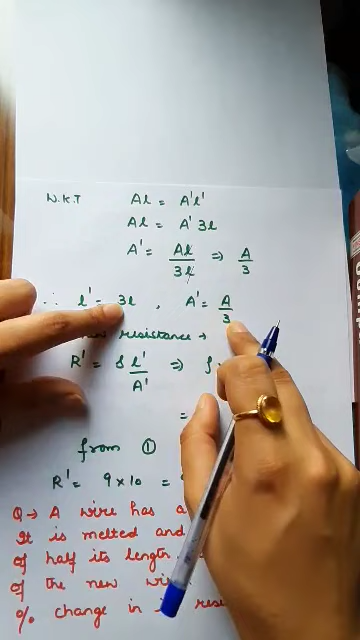 W.K.T Al = A'l'
Al = A' 3l
A' = Al/3l => A/3
∴ l' = 3l , A' = A/3
resistance →
R' = ρ l'/A' => ρ
=
from ①
R' = 9 × 10 =
Q → A wire has a
It is melted and
of half its length
of the new
% change in resi